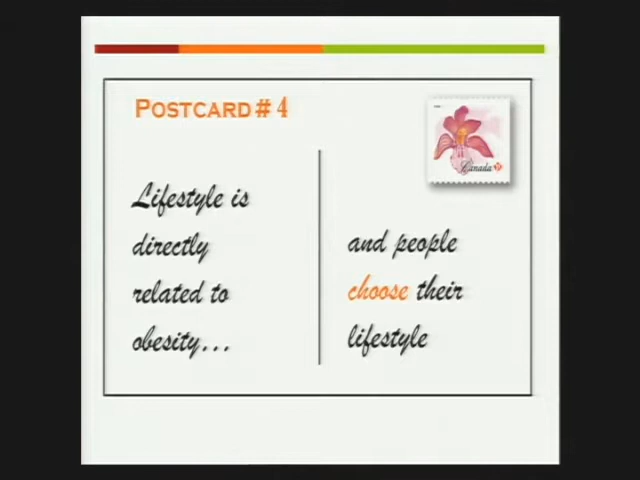 POSTCARD # 4
Canada
Lifestyle is
directly
related to
obesity...
and people
choose their
lifestyle